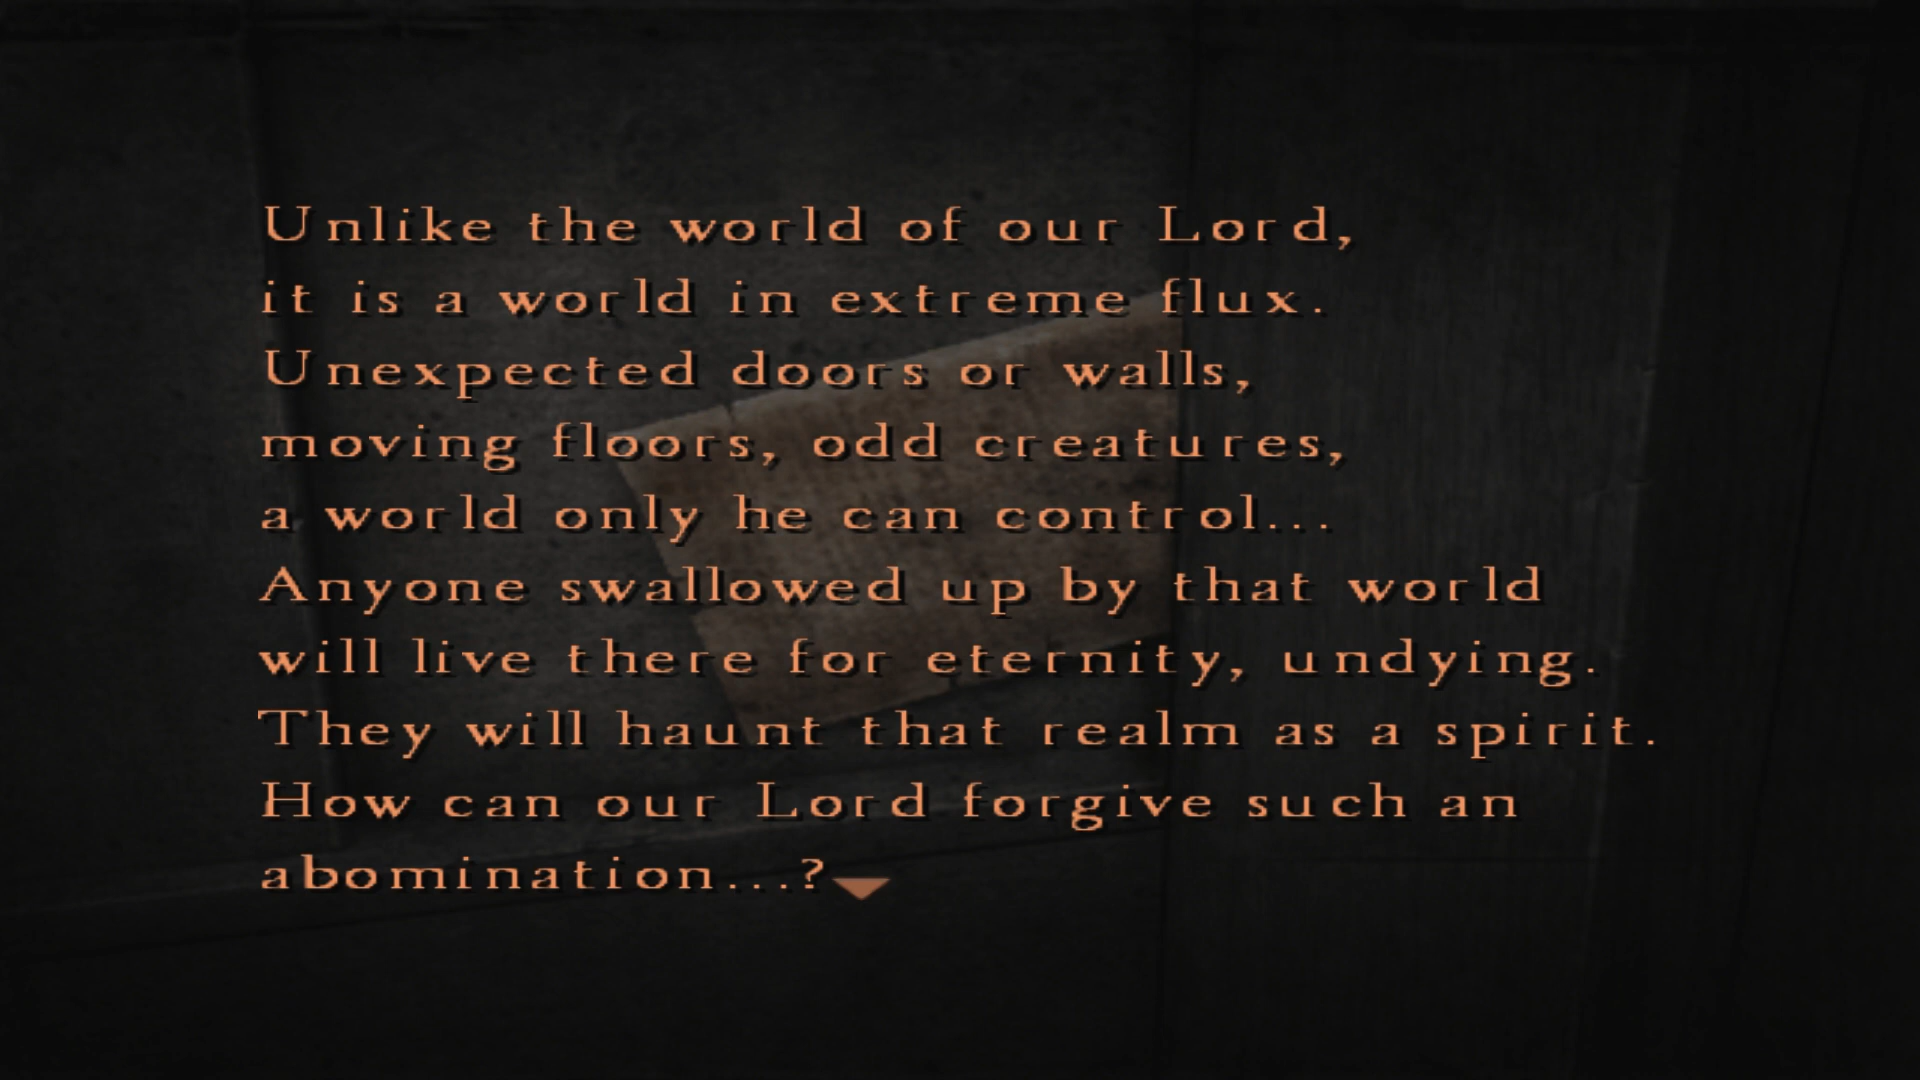 Unlike the world of our Lord,
it is a world in extreme flux.
Unexpected doors or walls,
moving floors, odd creatures,
a world only he can control...
Anyone swallowed up by that world
will live there for eternity, undying.
They will haunt that realm as a spirit.
How can our Lord forgive such an
abomination...?